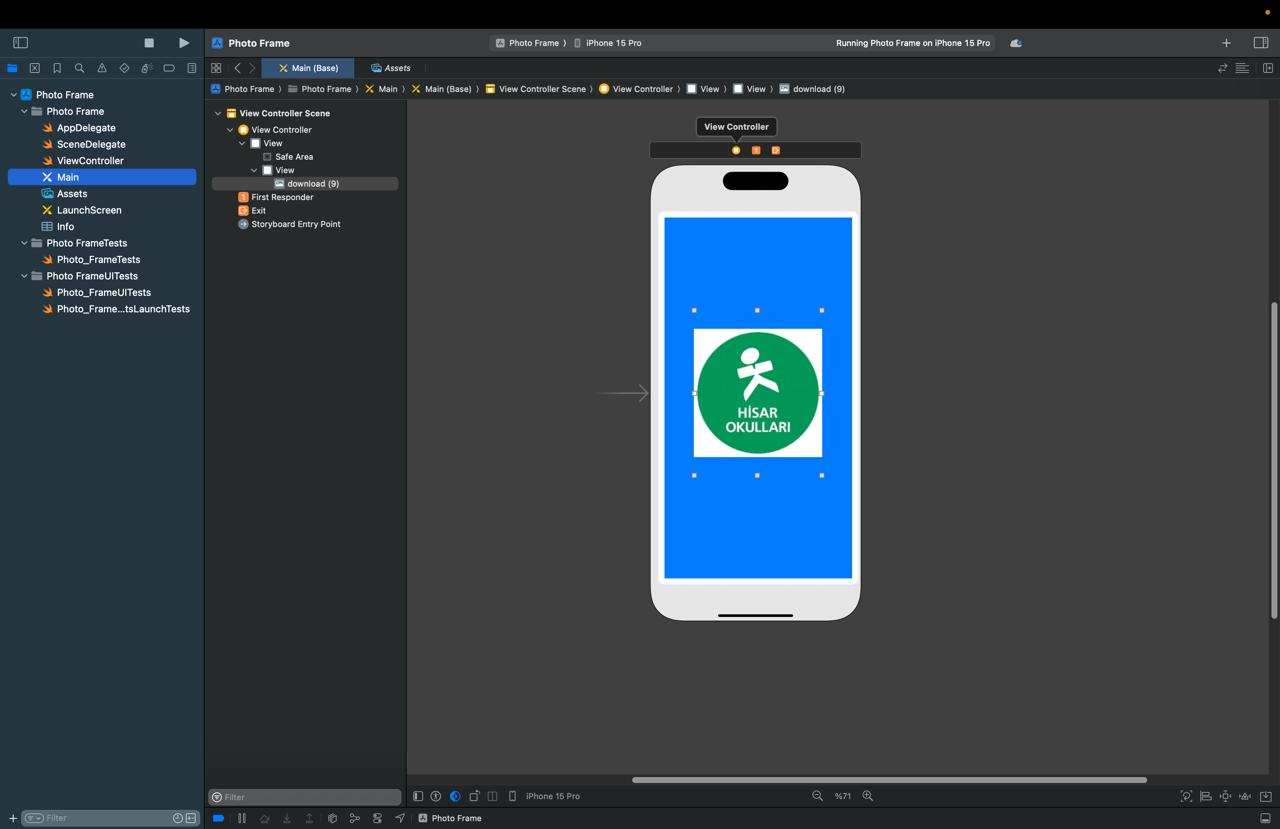 Photo Frame
Photo Frame 〉 iPhone 15 Pro
Running Photo Frame on iPhone 15 Pro
Main (Base)
Assets
Photo Frame 〉 Photo Frame 〉 Main 〉 Main (Base) 〉 View Controller Scene 〉 View Controller 〉 View 〉 View 〉 download (9)
Photo Frame
Photo Frame
AppDelegate
SceneDelegate
ViewController
Main
Assets
LaunchScreen
Info
Photo FrameTests
Photo_FrameTests
Photo FrameUITests
Photo_FrameUITests
Photo_Frame...tsLaunchTests
View Controller Scene
View Controller
View
Safe Area
View
download (9)
1 First Responder
Exit
Storyboard Entry Point
View Controller
1
HİSAR
OKULLARI
Filter
iPhone 15 Pro
%71
Filter
Photo Frame